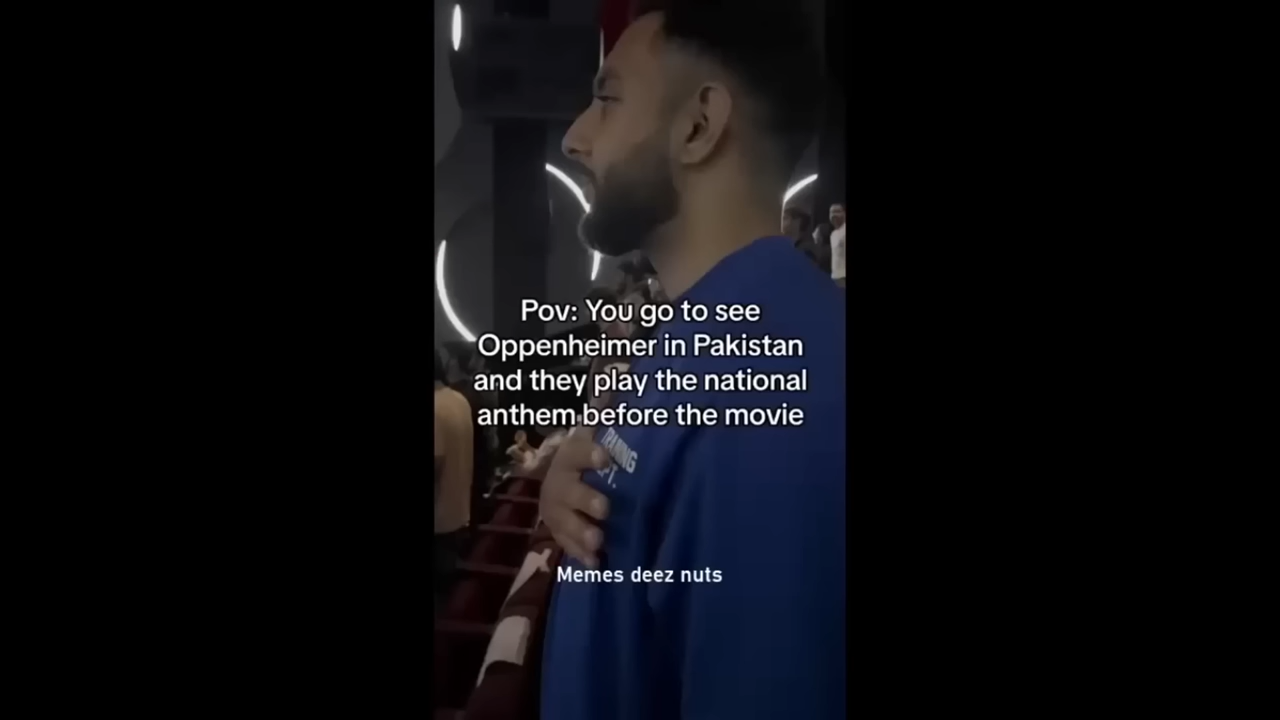 Pov: You go to see
Oppenheimer in Pakistan
and they play the national
anthem before the movie
TRAINING
Memes deez nuts